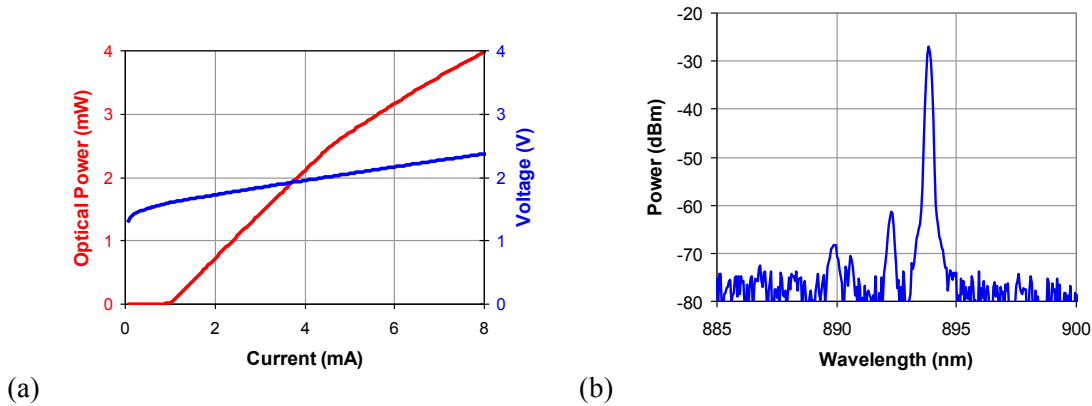 4
3
2
1
0
Optical Power (mW)
4
3
2
1
0
Voltage (V)
0 2 4 6 8
Current (mA)
(a)
-20
-30
-40
-50
-60
-70
-80
Power (dBm)
885 890 895 900
Wavelength (nm)
(b)